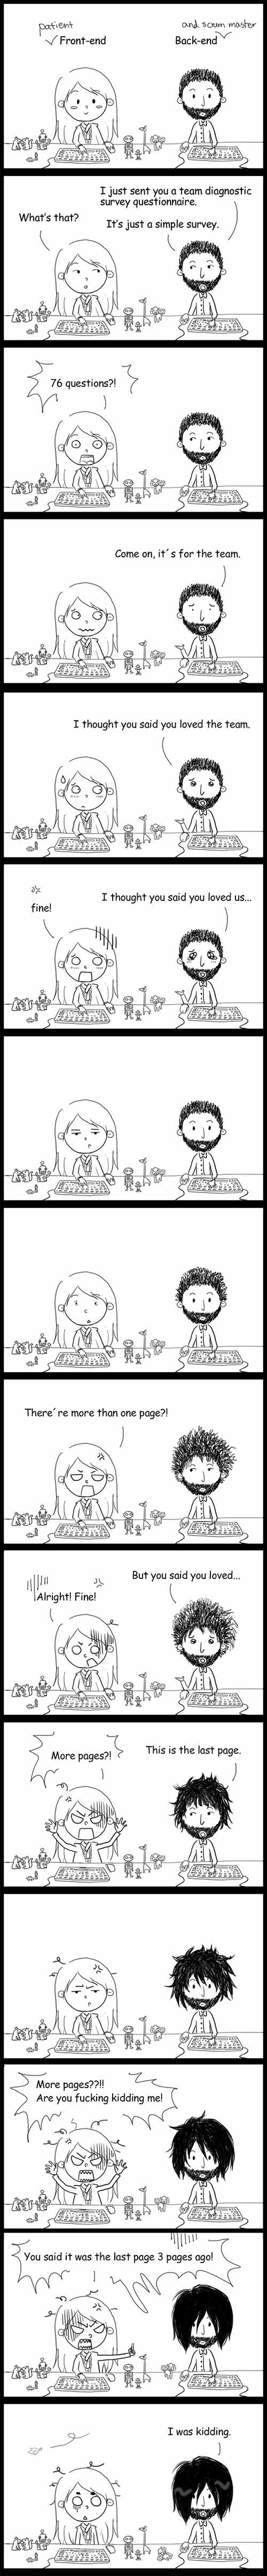 patient
and scum master
Front-end
Back-end
I just sent you a team diagnostic
survey questionnaire.
What's that?
It's just a simple survey.
76 questions?!
Come on, it´s for the team.
I thought you said you loved the team.
I thought you said you loved us...
fine!
There´re more than one page?!
But you said you loved...
Alright! Fine!
This is the last page.
More pages?!
More pages??!!
Are you fucking kidding me!
You said it was the last page 3 pages ago!
I was kidding.